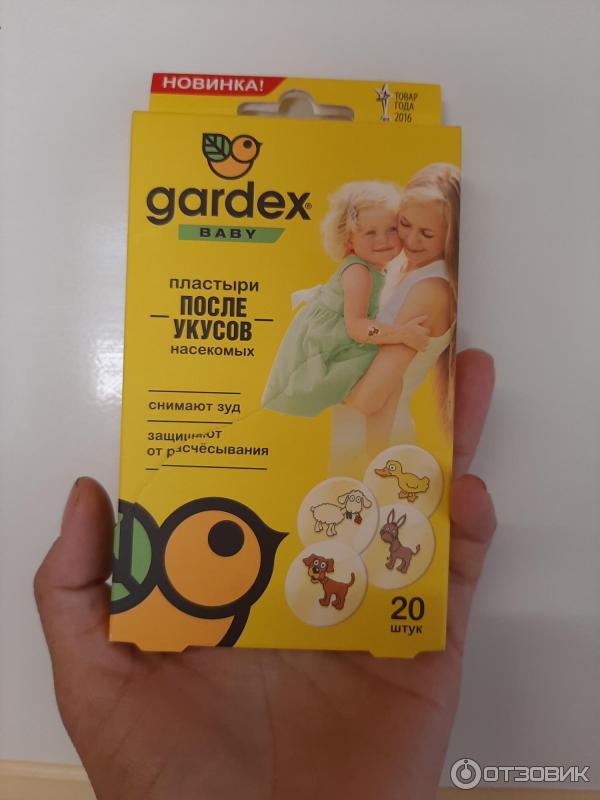 НОВИНКА!
ТОВАР
ГОДА
2016
gardex®
BABY
пластыри
ПОСЛЕ
УКУСОВ
насекомых
снимают зуд
защищают
от расчёсывания
20
штук
ОТЗОВИК